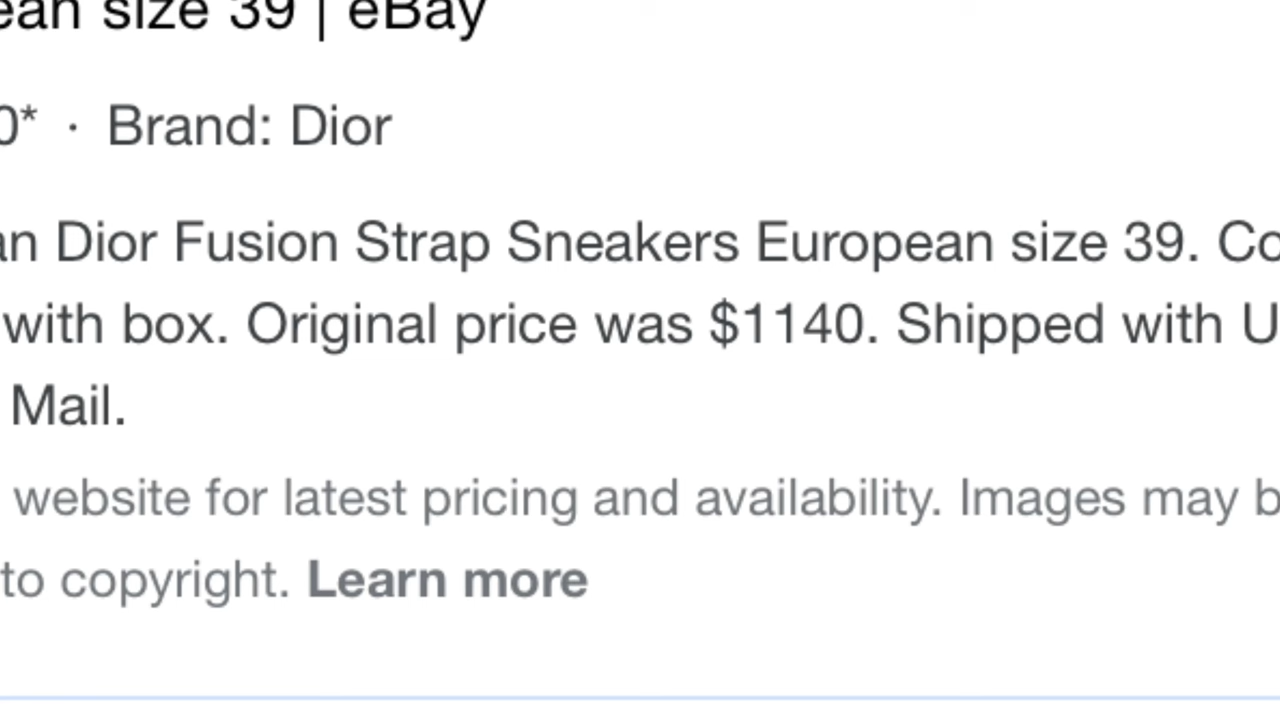 ean size 39 | eBay
0* · Brand: Dior
an Dior Fusion Strap Sneakers European size 39. Co
with box. Original price was $1140. Shipped with U
Mail.
website for latest pricing and availability. Images may b
to copyright. Learn more